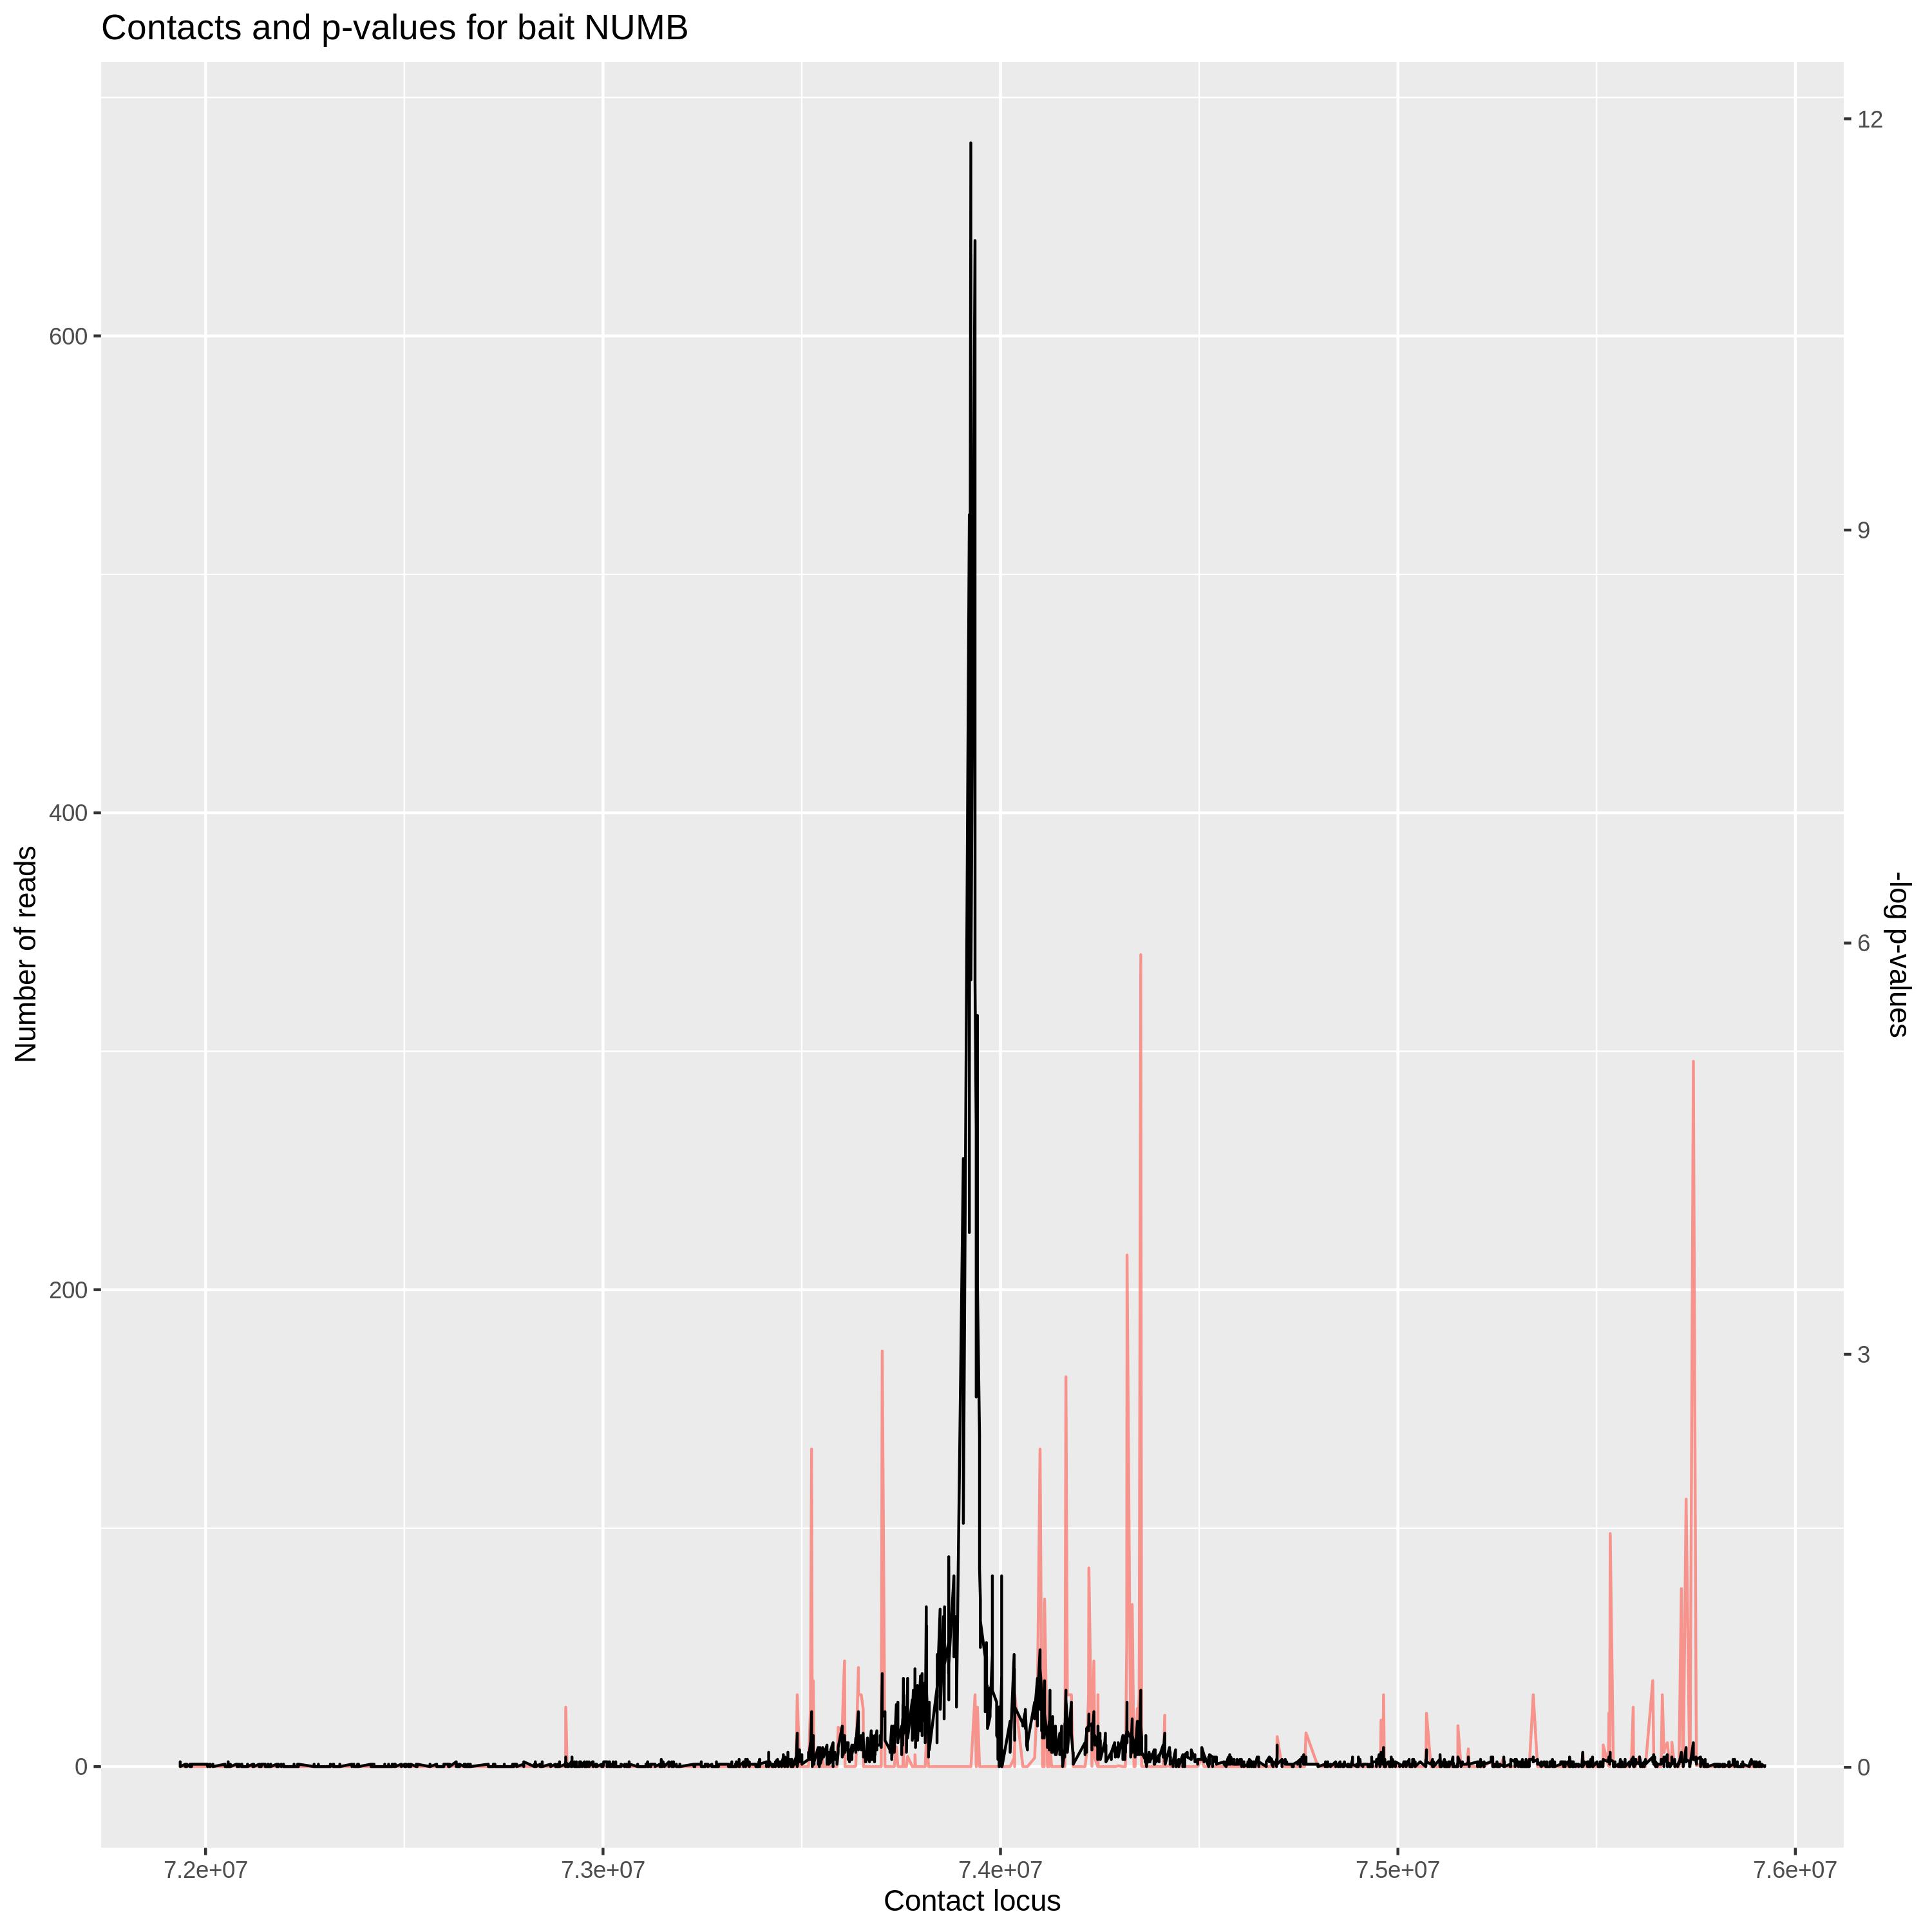 Contacts and p-values for bait NUMB
Number of reads
600
400
200
0
12
9
6
3
0
-log p-values
7.2e+07
7.3e+07
7.4e+07
7.5e+07
7.6e+07
Contact locus